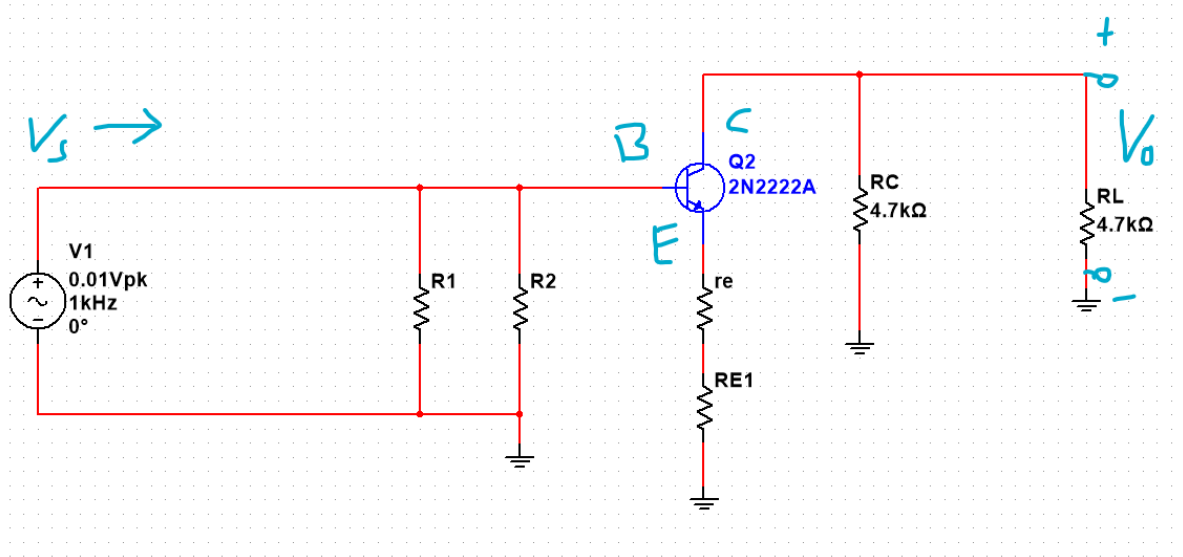 +
Vs →
B
C
Vo
Q2
2N2222A
RC
4.7kΩ
RL
4.7kΩ
E
V1
0.01Vpk
1kHz
0°
+
−
R1
R2
re
−
RE1